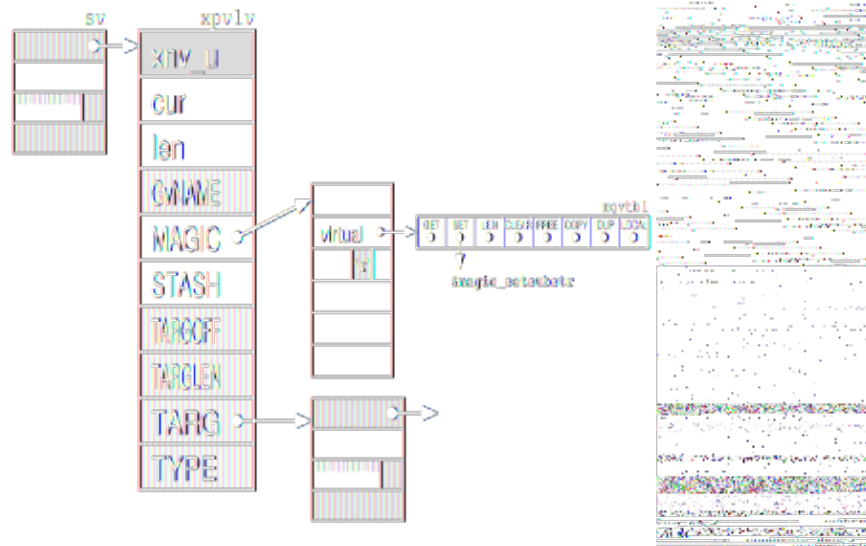 sv
xpvlv
xnv_u
cur
len
GvNAME
MAGIC
STASH
TARGOFF
TARGLEN
TARG
TYPE
virtual
mgvtbl
GET SET LEN CLEAR FREE COPY DUP LOCAL
&magic_setsubstr